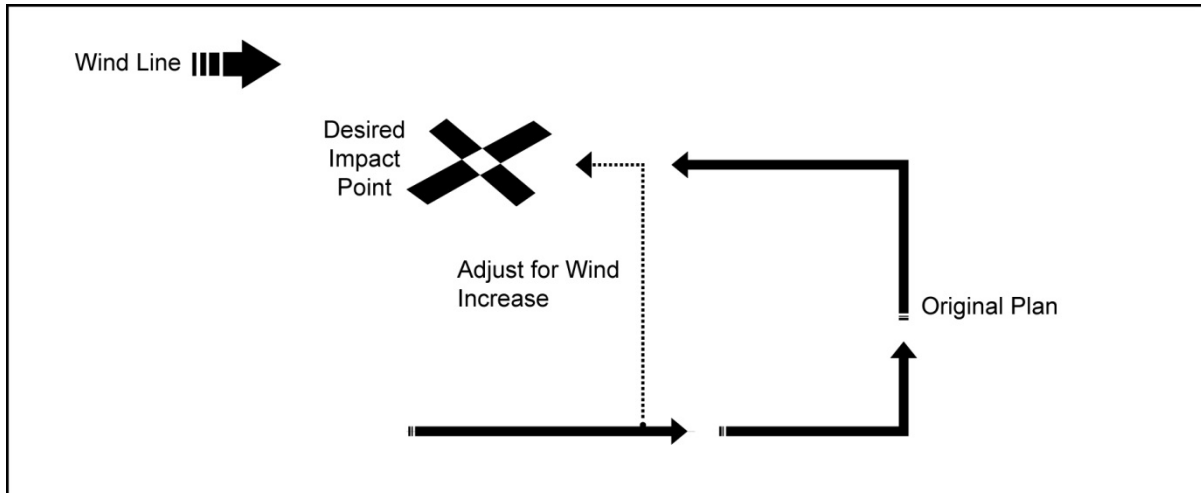 Wind Line
Desired
Impact
Point
Adjust for Wind
Increase
Original Plan